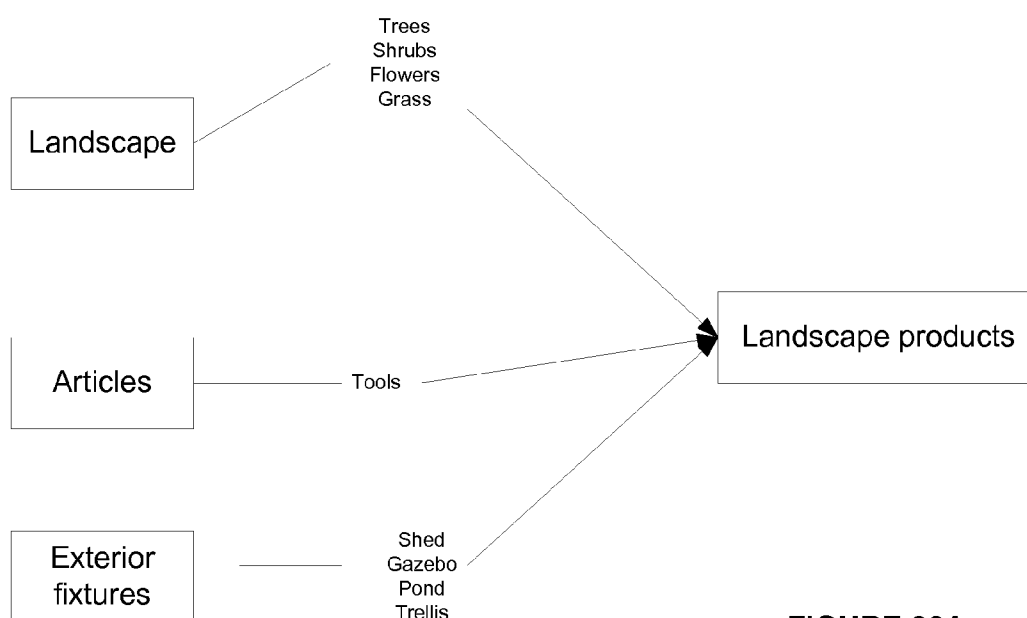 Trees
Shrubs
Flowers
Grass
Landscape
Landscape products
Articles
Tools
Exterior
fixtures
Shed
Gazebo
Pond
Trellis